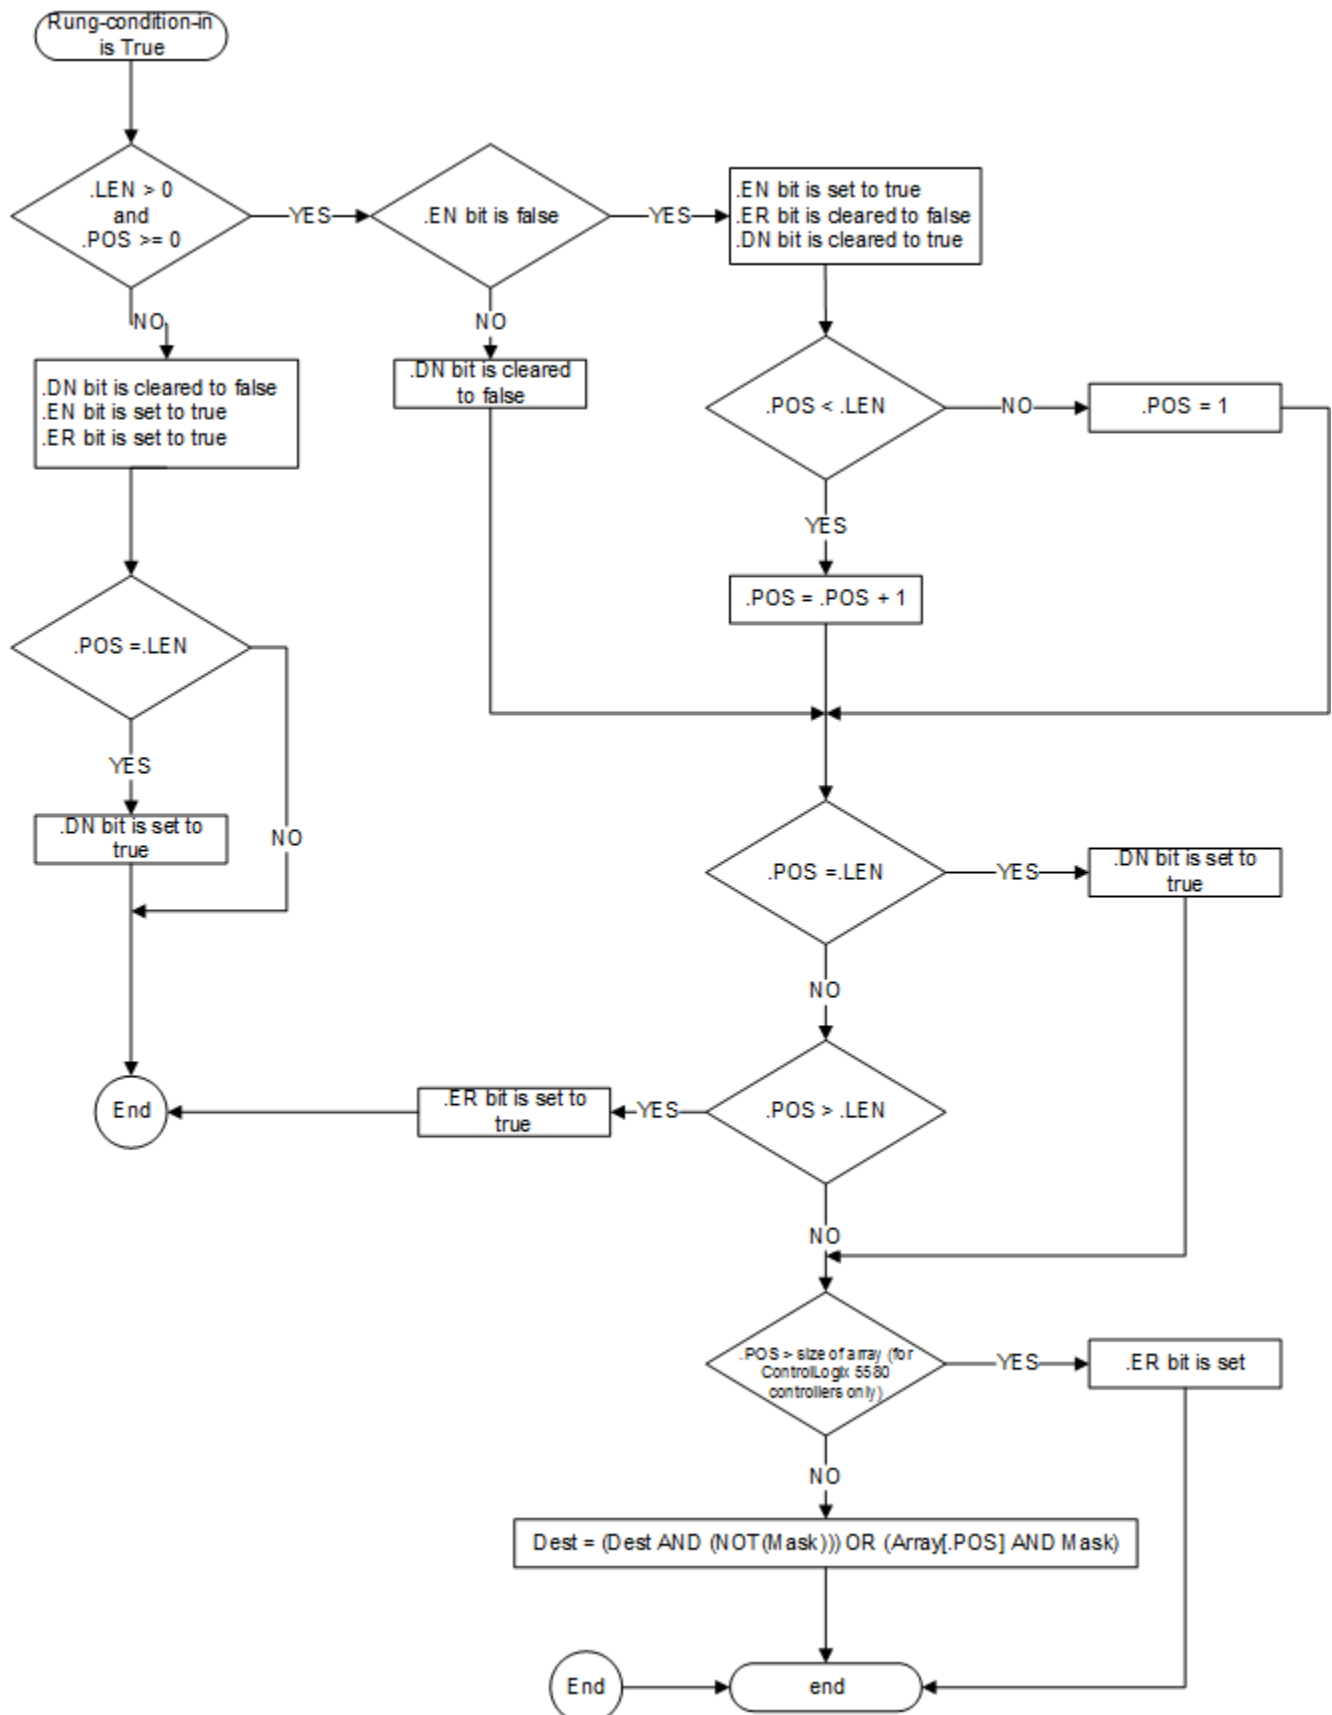 Rung-condition-in
is True
.LEN > 0
and
.POS >= 0
YES
.EN bit is false
YES
.EN bit is set to true
.ER bit is cleared to false
.DN bit is cleared to true
NO
NO
.DN bit is cleared to false
.EN bit is set to true
.ER bit is set to true
.DN bit is cleared
to false
.POS < .LEN
NO
.POS = 1
YES
.POS = .POS + 1
.POS =.LEN
YES
NO
.DN bit is set to
true
.POS =.LEN
YES
.DN bit is set to
true
NO
End
.ER bit is set to
true
YES
.POS > .LEN
NO
.POS > size of array (for
ControlLogix 5580
controllers only)
YES
.ER bit is set
NO
Dest = (Dest AND (NOT(Mask))) OR (Array[.POS] AND Mask)
End
end